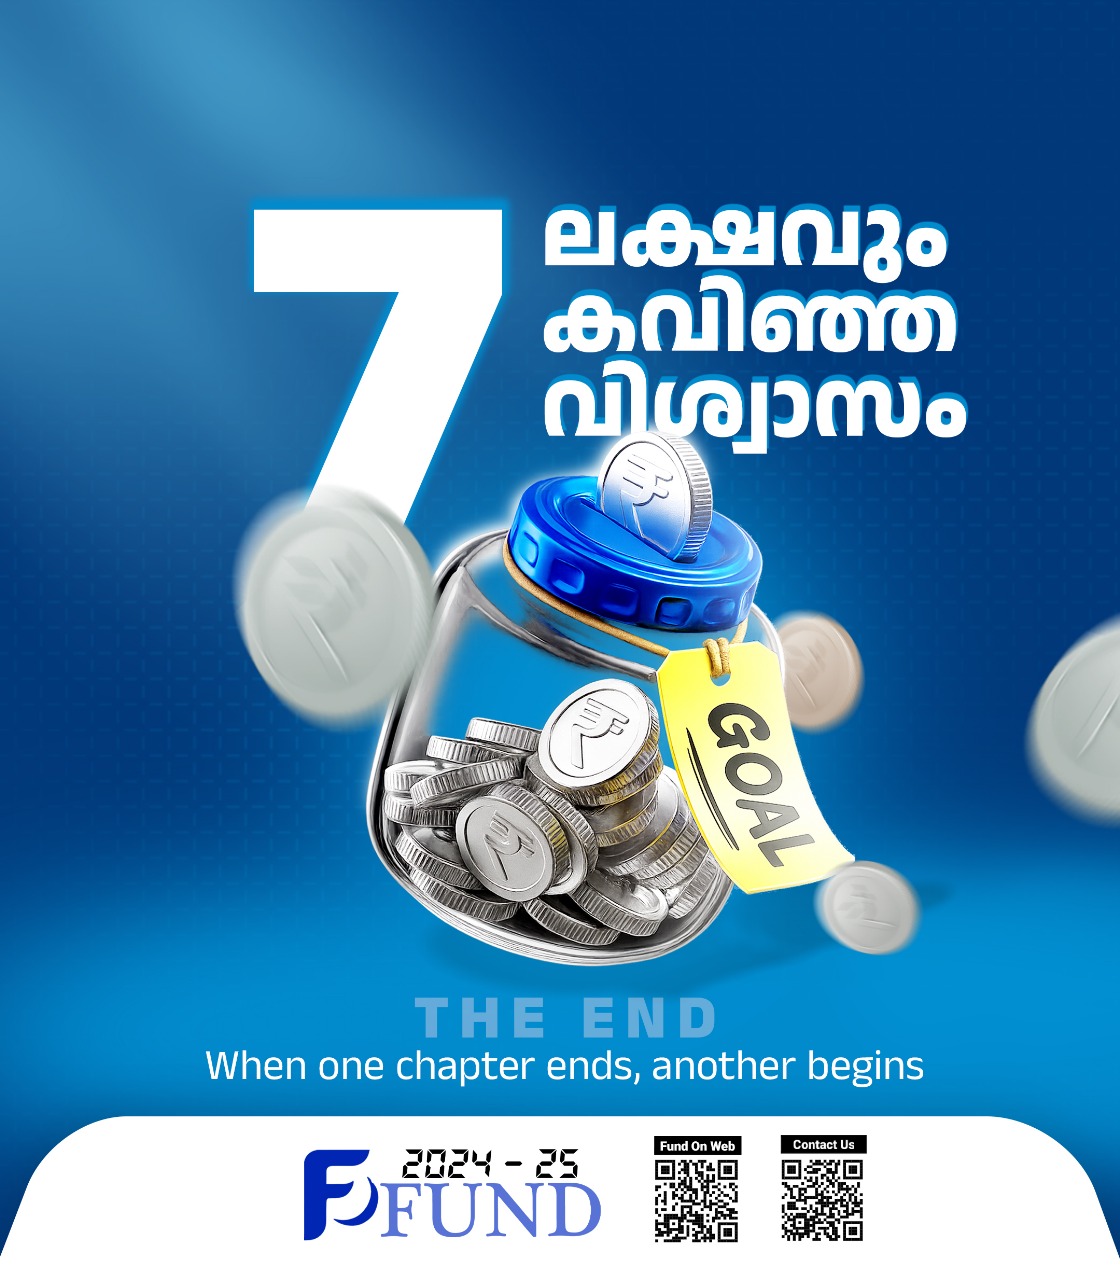 7 ലക്ഷവും
കവിഞ്ഞ
വിശ്വാസം
GOAL
THE END
When one chapter ends, another begins
2024 - 25
FUND
Fund On Web
Contact Us